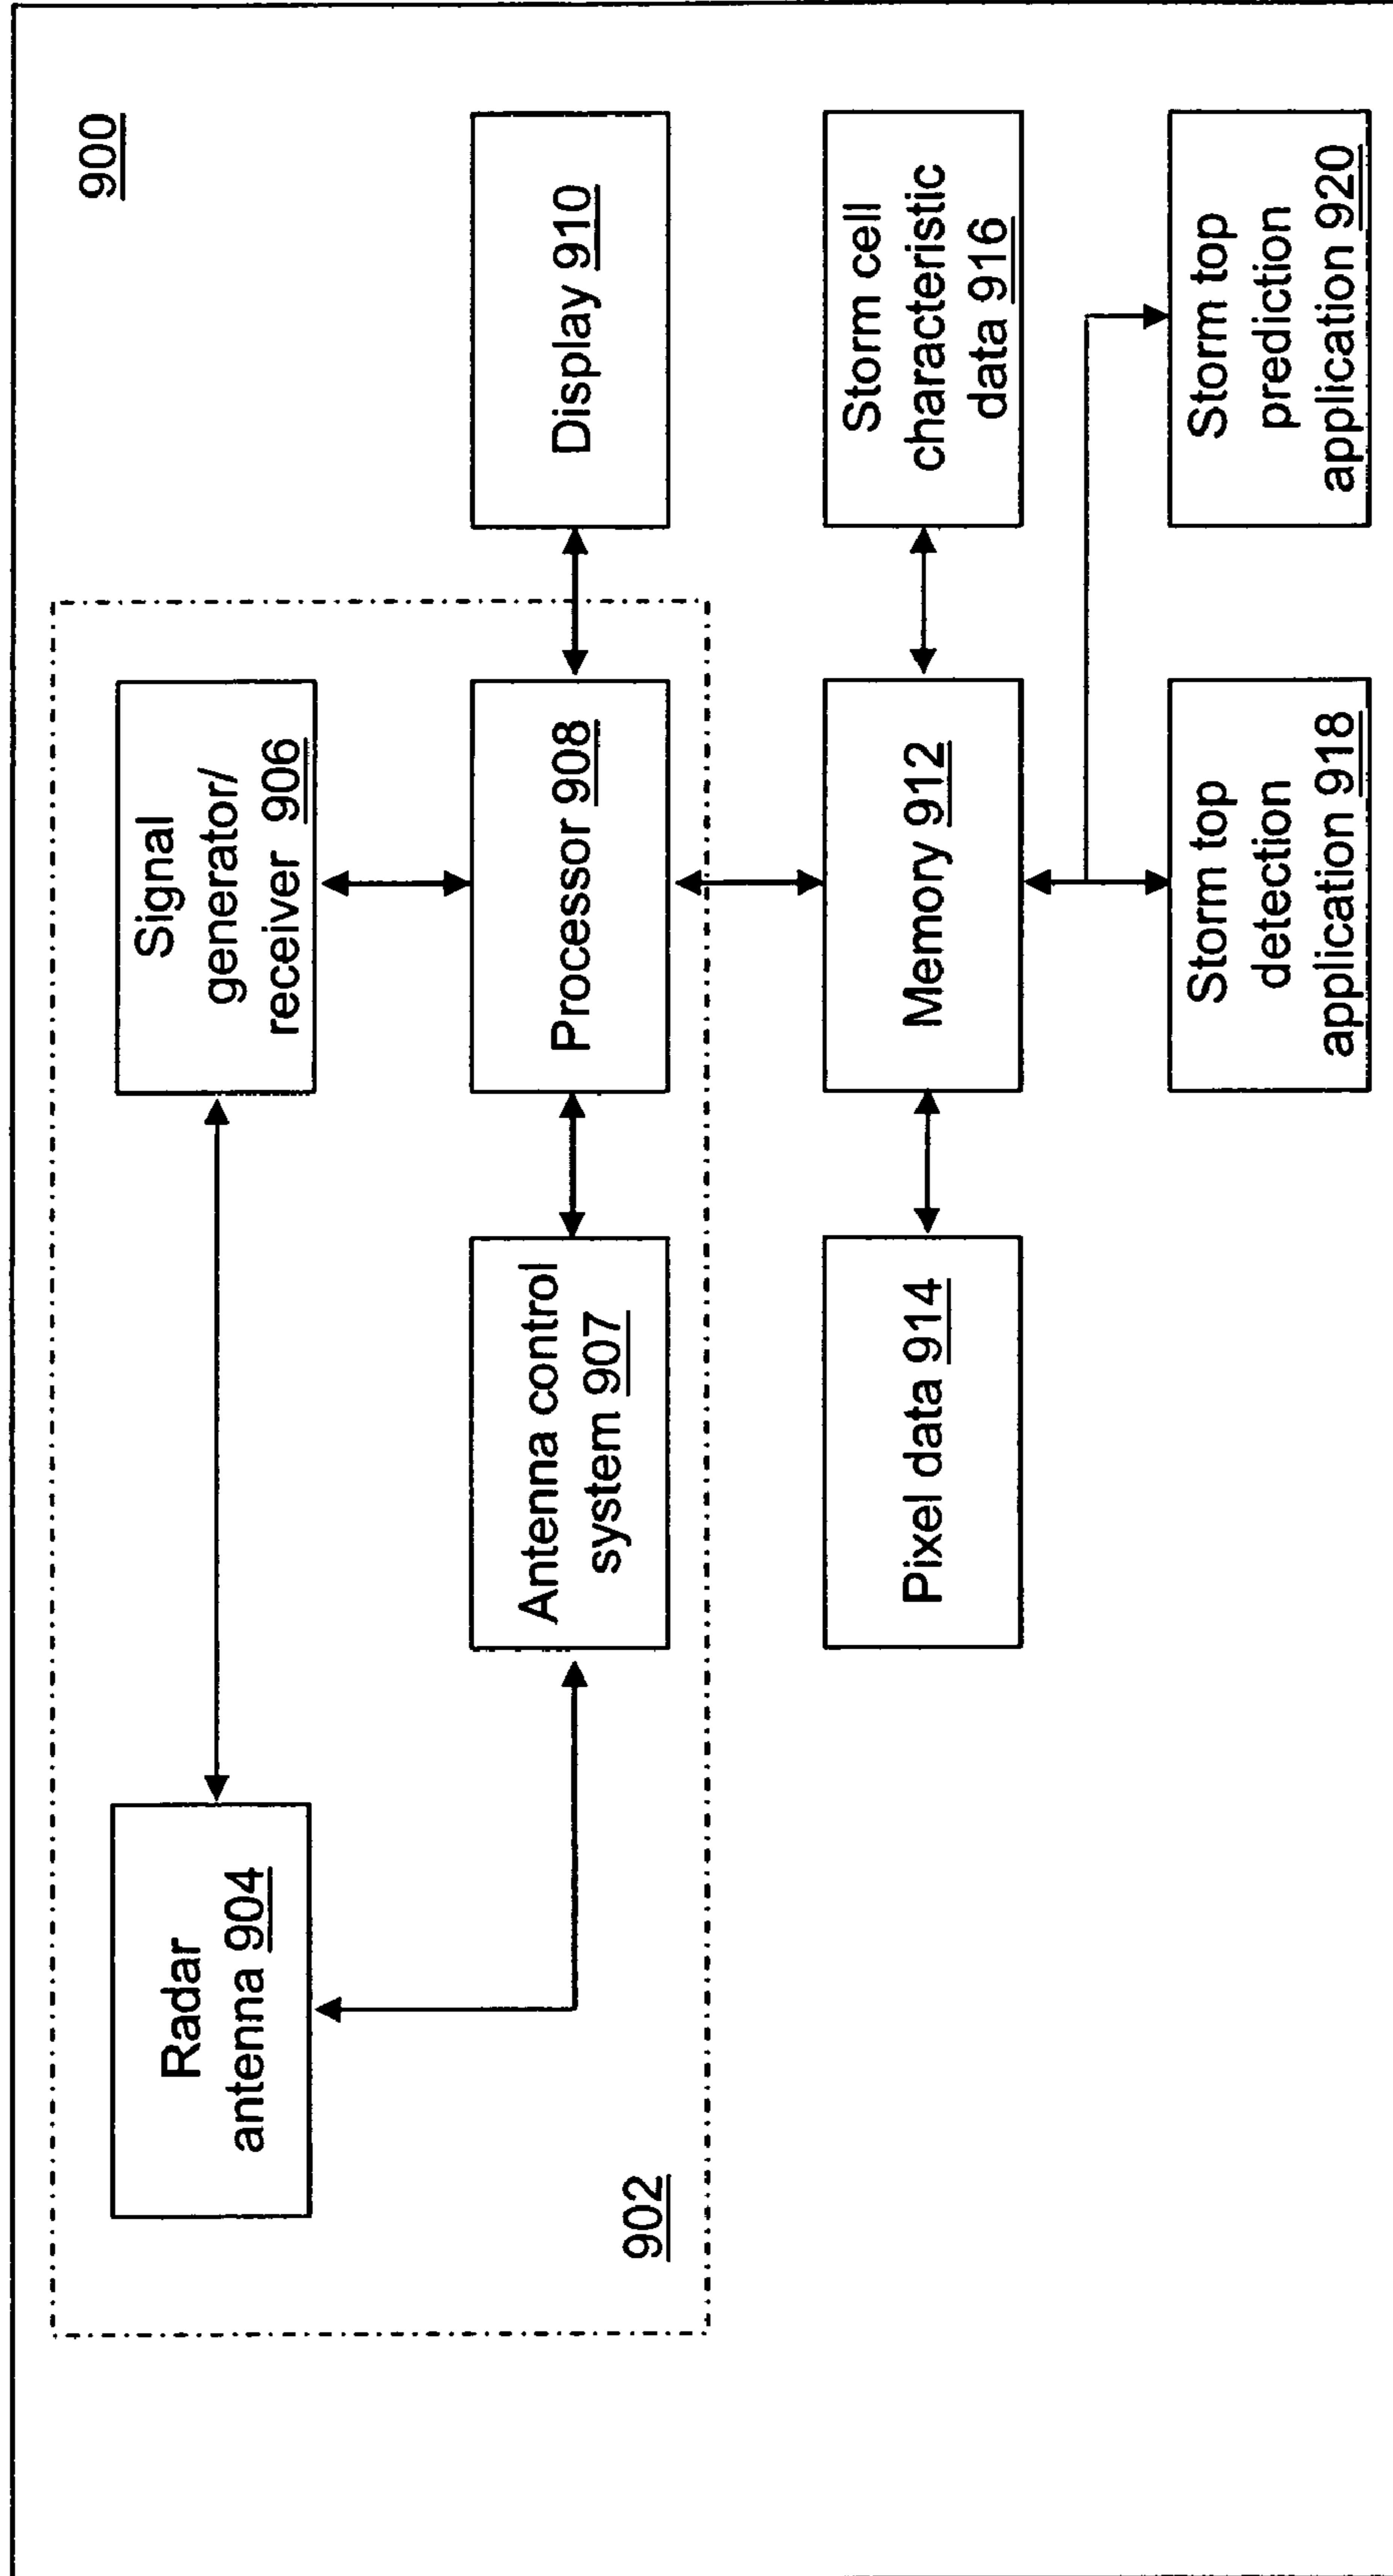 900
Radar
antenna 904
Signal
generator/
receiver 906
Antenna control
system 907
Processor 908
Display 910
902
Pixel data 914
Memory 912
Storm cell
characteristic
data 916
Storm top
detection
application 918
Storm top
prediction
application 920